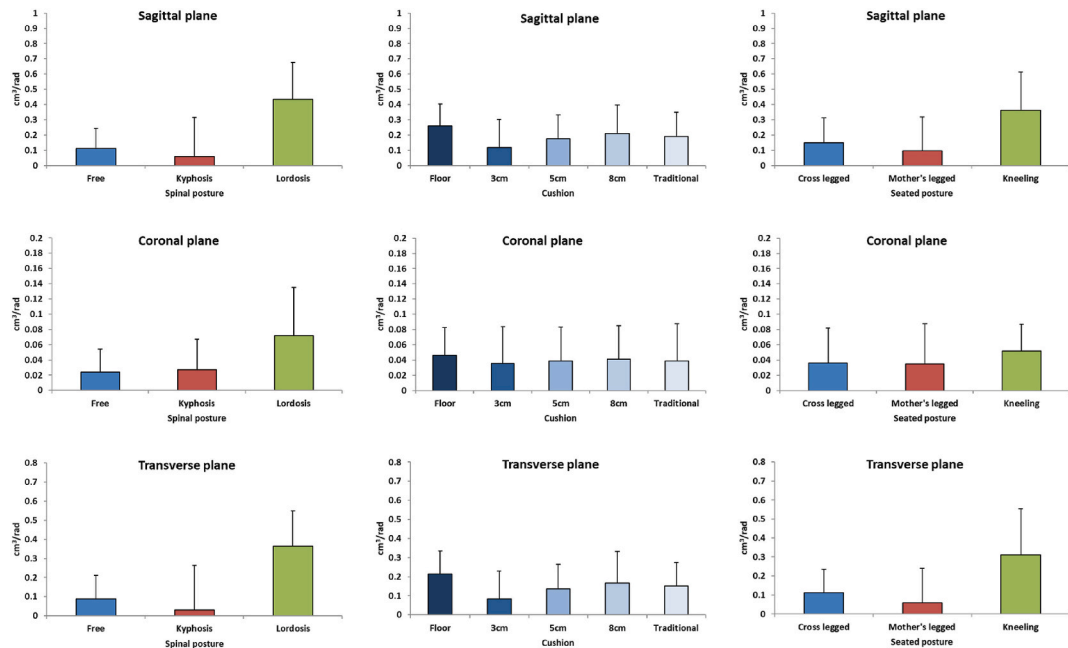 Sagittal plane
cm³/rad
1
0.9
0.8
0.7
0.6
0.5
0.4
0.3
0.2
0.1
0
Free Kyphosis Lordosis
Spinal posture
Sagittal plane
cm³/rad
1
0.9
0.8
0.7
0.6
0.5
0.4
0.3
0.2
0.1
0
Floor 3cm 5cm 8cm Traditional
Cushion
Sagittal plane
cm³/rad
1
0.9
0.8
0.7
0.6
0.5
0.4
0.3
0.2
0.1
0
Cross legged Mother's legged Kneeling
Seated posture
Coronal plane
cm³/rad
0.2
0.18
0.16
0.14
0.12
0.1
0.08
0.06
0.04
0.02
0
Free Kyphosis Lordosis
Spinal posture
Coronal plane
cm³/rad
0.2
0.18
0.16
0.14
0.12
0.1
0.08
0.06
0.04
0.02
0
Floor 3cm 5cm 8cm Traditional
Cushion
Coronal plane
cm³/rad
0.2
0.18
0.16
0.14
0.12
0.1
0.08
0.06
0.04
0.02
0
Cross legged Mother's legged Kneeling
Seated posture
Transverse plane
cm³/rad
0.8
0.7
0.6
0.5
0.4
0.3
0.2
0.1
0
Free Kyphosis Lordosis
Spinal posture
Transverse plane
cm³/rad
0.8
0.7
0.6
0.5
0.4
0.3
0.2
0.1
0
Floor 3cm 5cm 8cm Traditional
Cushion
Transverse plane
cm³/rad
0.8
0.7
0.6
0.5
0.4
0.3
0.2
0.1
0
Cross legged Mother's legged Kneeling
Seated posture